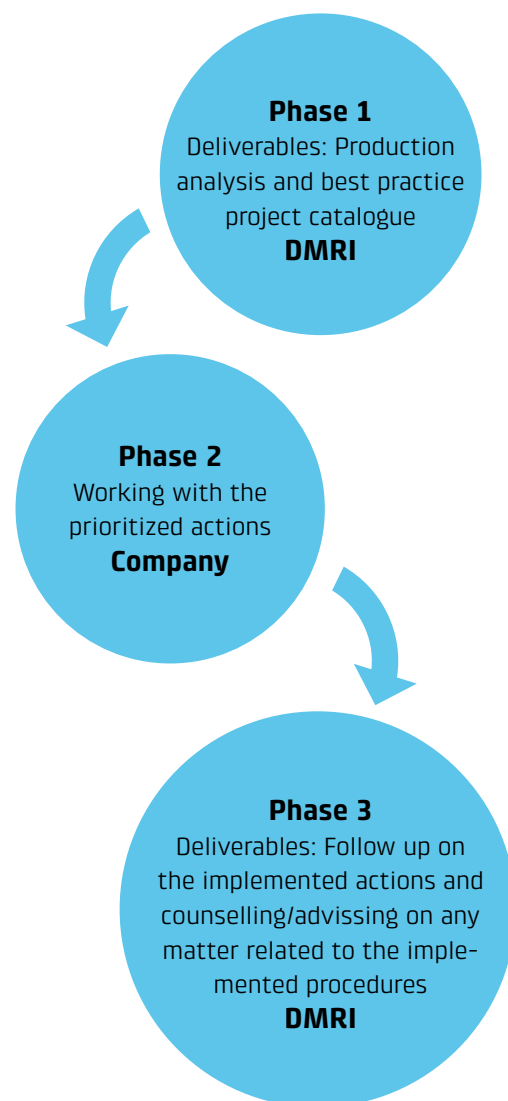 Phase 1
Deliverables: Production
analysis and best practice
project catalogue
DMRI
Phase 2
Working with the
prioritized actions
Company
Phase 3
Deliverables: Follow up on
the implemented actions and
counselling/advissing on any
matter related to the imple-
mented procedures
DMRI